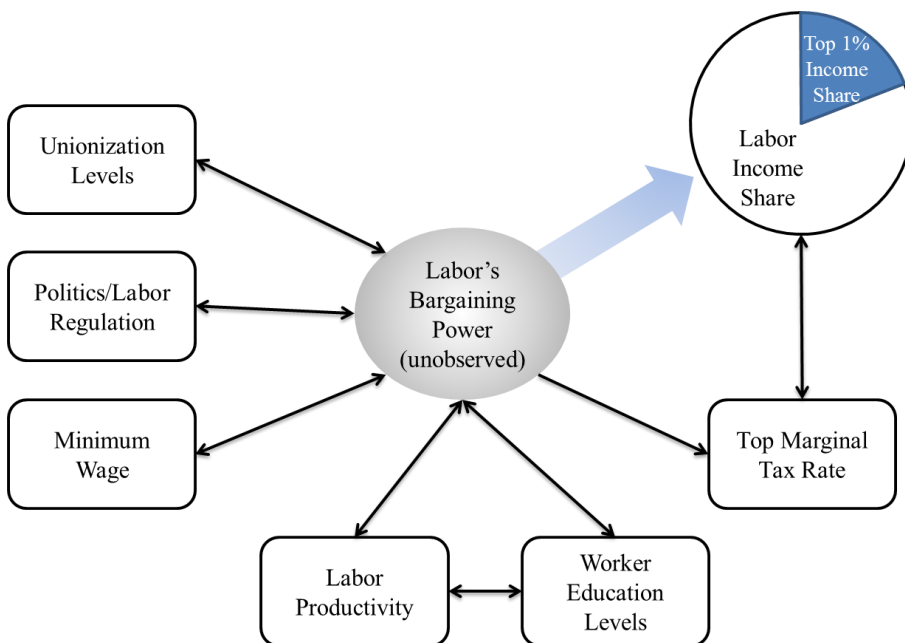 Top 1%
Income
Share
Labor
Income
Share
Unionization
Levels
Politics/Labor
Regulation
Labor’s
Bargaining
Power
(unobserved)
Minimum
Wage
Top Marginal
Tax Rate
Labor
Productivity
Worker
Education
Levels